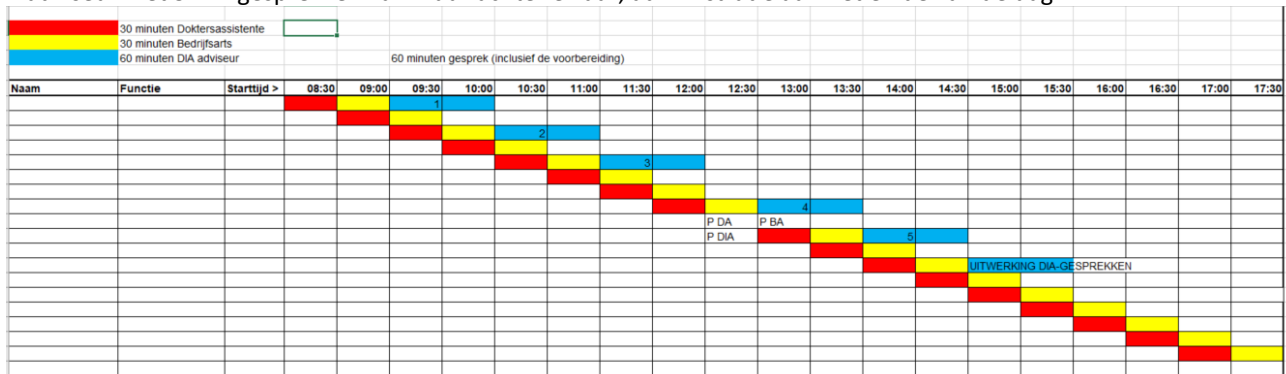 30 minuten Doktersassistente
30 minuten Bedrijfsarts
60 minuten DIA adviseur 60 minuten gesprek (inclusief de voorbereiding)
Naam Functie Starttijd > 08:30 09:00 09:30 10:00 10:30 11:00 11:30 12:00 12:30 13:00 13:30 14:00 14:30 15:00 15:30 16:00 16:30 17:00 17:30
1
2
3
4
P DA P BA
P DIA 5
UITWERKING DIA-GESPREKKEN